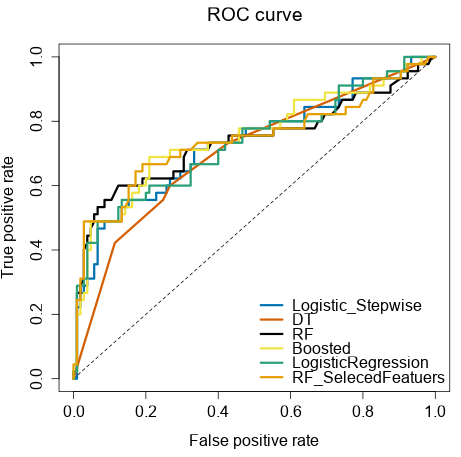 ROC curve
True positive rate
1.0
0.8
0.6
0.4
0.2
0.0
Logistic_Stepwise
DT
RF
Boosted
LogisticRegression
RF_SelecedFeatuers
0.0 0.2 0.4 0.6 0.8 1.0
False positive rate